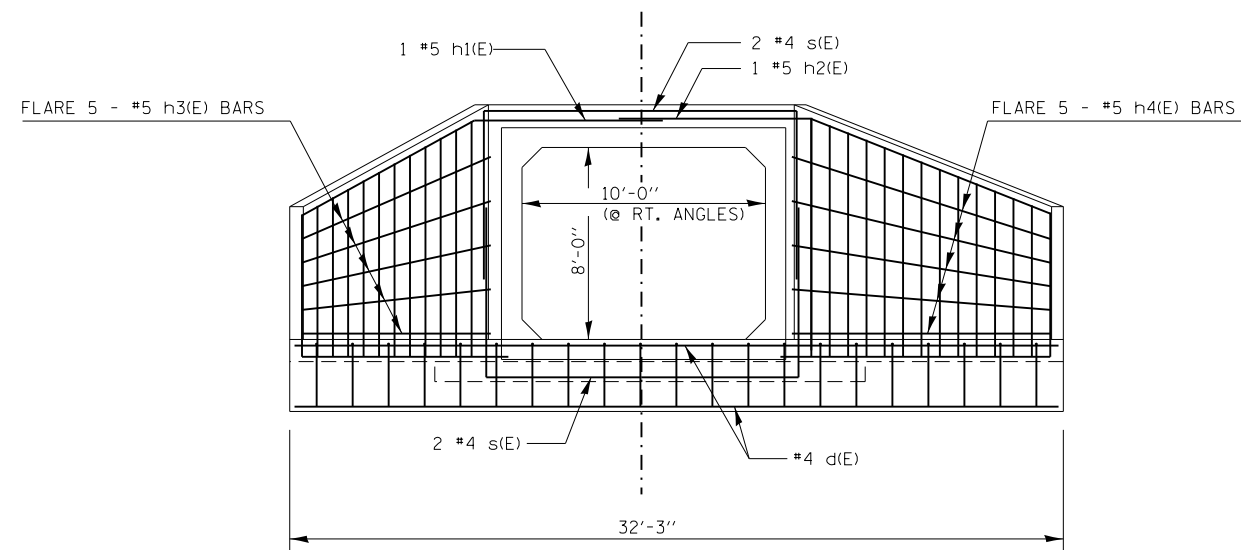 1 #5 h1(E)
2 #4 s(E)
1 #5 h2(E)
FLARE 5 - #5 h3(E) BARS
FLARE 5 - #5 h4(E) BARS
10'-0''
(@ RT. ANGLES)
8'-0''
2 #4 s(E)
#4 d(E)
32'-3''